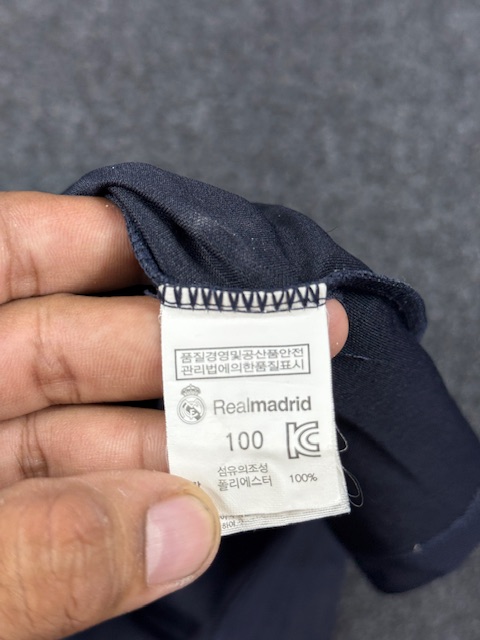 품질경영및공산품안전
관리법에의한품질표시
Realmadrid
100
섬유의조성
폴리에스터 100%